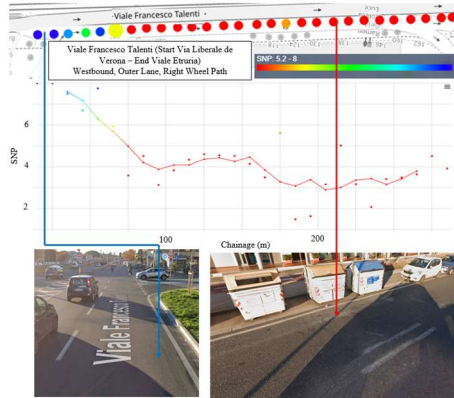 Viale Francesco Talenti
Viale Francesco Talenti (Start Via Liberale de
Verona – End Viale Etruria)
Westbound, Outer Lane, Right Wheel Path
SNP: 5.2 - 8
6
SNP
4
2
100
Chainage (m)
200
Viale Francesco